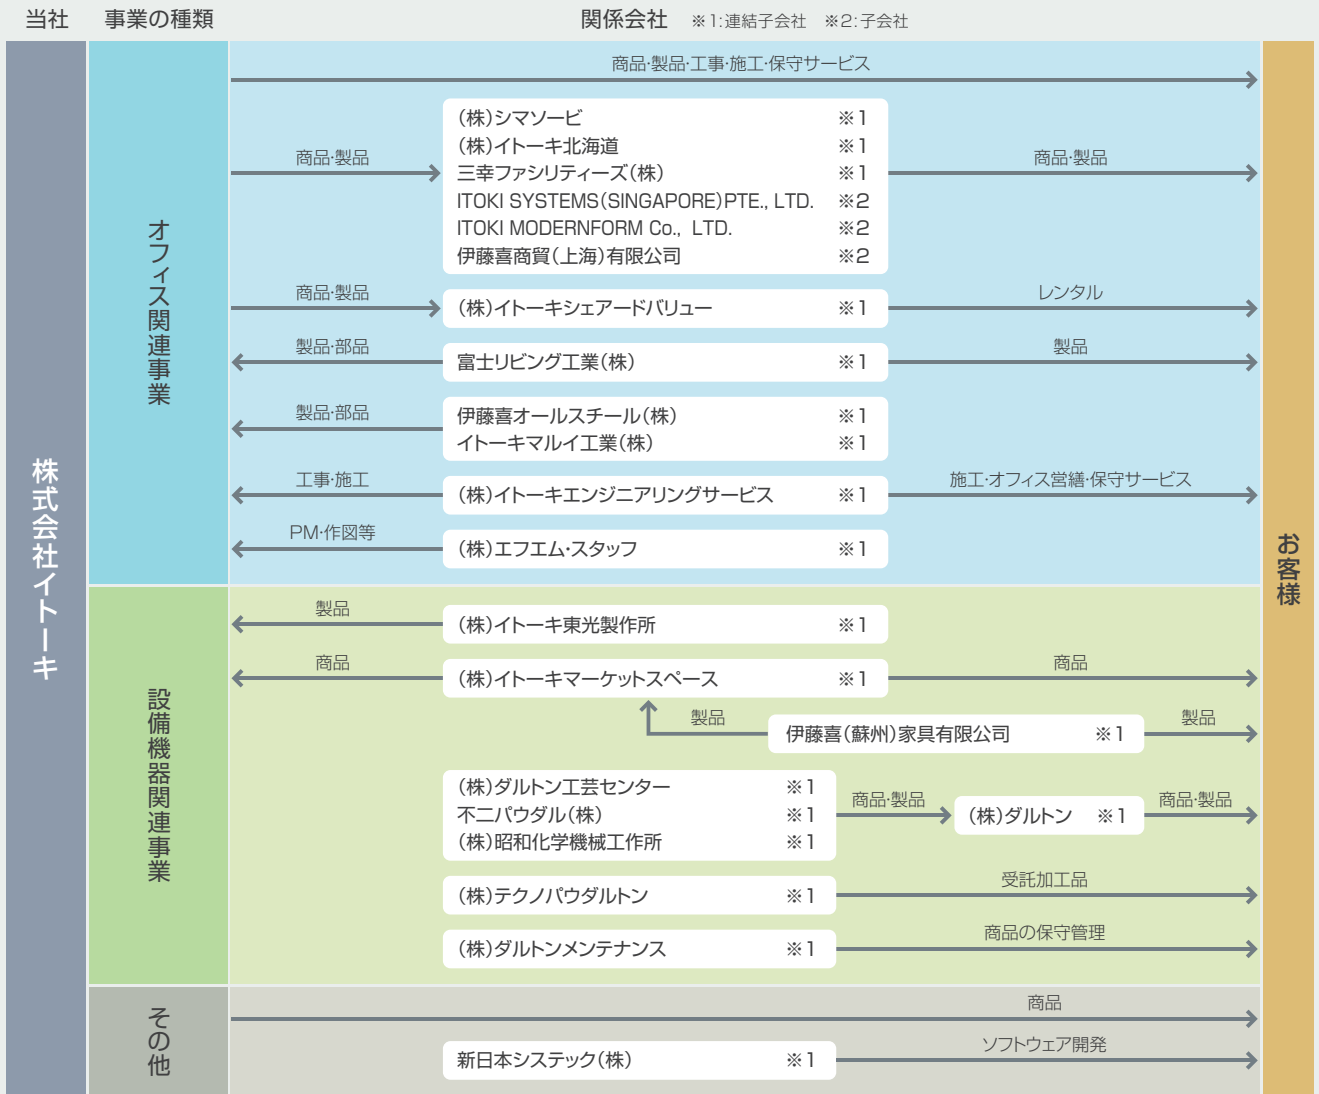 当社 事業の種類 関係会社 ※1:連結子会社 ※2:子会社
株式会社イトーキ
オフィス関連事業
商品・製品・工事・施工・保守サービス
商品・製品
(株)シマソービ ※1
(株)イトーキ北海道 ※1
三幸ファシリティーズ(株) ※1
ITOKI SYSTEMS(SINGAPORE)PTE., LTD. ※2
ITOKI MODERNFORM Co., LTD. ※2
伊藤喜商貿(上海)有限公司 ※2
商品・製品
商品・製品
(株)イトーキシェアードバリュー ※1
レンタル
製品・部品
富士リビング工業(株) ※1
製品
製品・部品
伊藤喜オールスチール(株) ※1
イトーキマルイ工業(株) ※1
工事・施工
(株)イトーキエンジニアリングサービス ※1
施工・オフィス営繕・保守サービス
PM・作図等
(株)エフエム・スタッフ ※1
設備機器関連事業
製品
(株)イトーキ東光製作所 ※1
商品
(株)イトーキマーケットスペース ※1
商品
製品
伊藤喜(蘇州)家具有限公司 ※1
製品
(株)ダルトン工芸センター ※1
不二パウダル(株) ※1
(株)昭和化学機械工作所 ※1
商品・製品
(株)ダルトン ※1
商品・製品
(株)テクノパウダルトン ※1
受託加工品
(株)ダルトンメンテナンス ※1
商品の保守管理
その他
商品
新日本システック(株) ※1
ソフトウェア開発
お客様